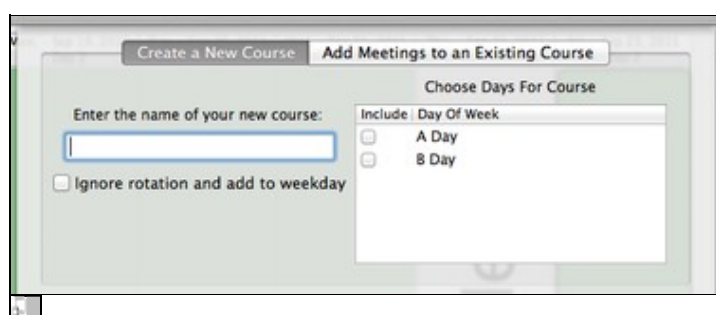 Create a New Course Add Meetings to an Existing Course
Choose Days For Course
Enter the name of your new course:
Include Day Of Week
A Day
B Day
Ignore rotation and add to weekday